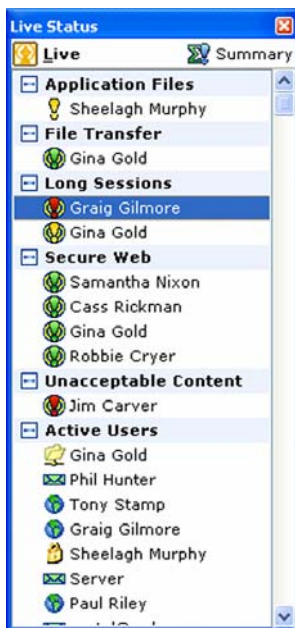 Live Status
Live Summary
Application Files
Sheelagh Murphy
File Transfer
Gina Gold
Long Sessions
Graig Gilmore
Gina Gold
Secure Web
Samantha Nixon
Cass Rickman
Gina Gold
Robbie Cryer
Unacceptable Content
Jim Carver
Active Users
Gina Gold
Phil Hunter
Tony Stamp
Graig Gilmore
Sheelagh Murphy
Server
Paul Riley